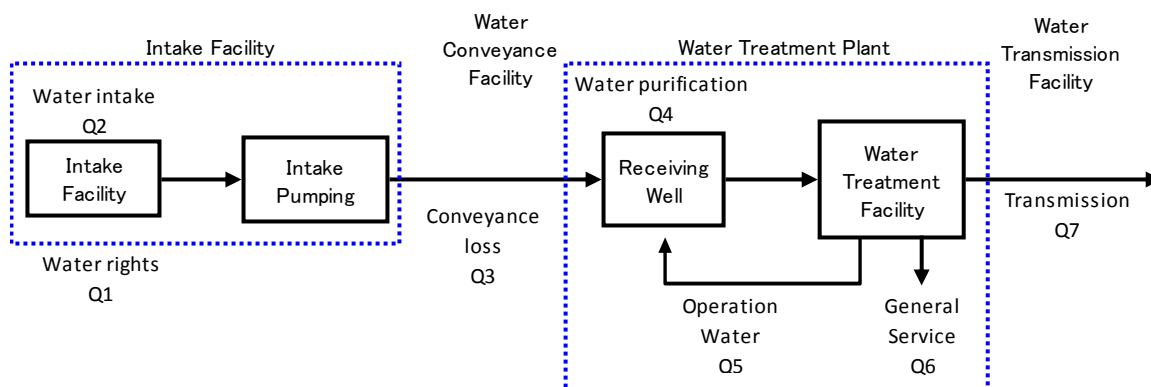 Intake Facility
Water
Conveyance
Facility
Water Treatment Plant
Water
Transmission
Facility
Water intake
Q2
Intake
Facility
Intake
Pumping
Water rights
Q1
Conveyance
loss
Q3
Water purification
Q4
Receiving
Well
Water
Treatment
Facility
Operation
Water
Q5
General
Service
Q6
Transmission
Q7